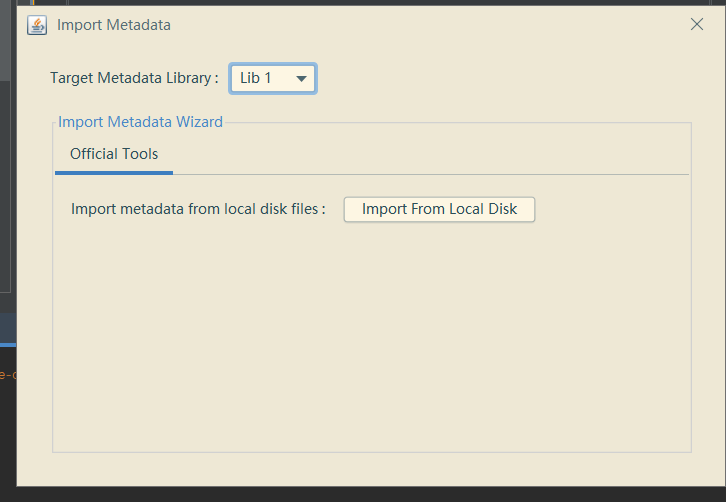 Import Metadata
Target Metadata Library : Lib 1
Import Metadata Wizard
Official Tools
Import metadata from local disk files : Import From Local Disk